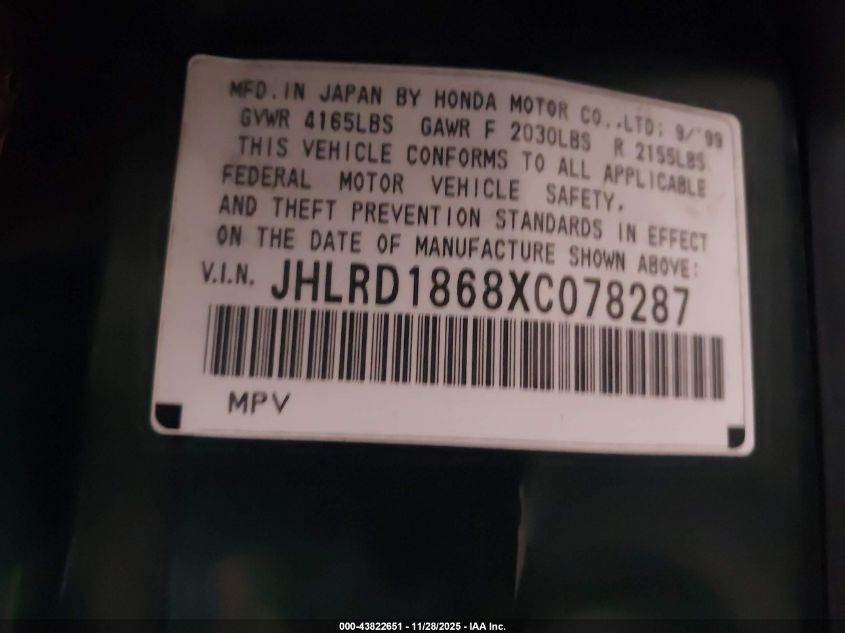 MFD. IN JAPAN BY HONDA MOTOR CO.,LTD; 9/'99
GVWR 4165LBS GAWR F 2030LBS R 2155LBS
THIS VEHICLE CONFORMS TO ALL APPLICABLE
FEDERAL MOTOR VEHICLE SAFETY,
AND THEFT PREVENTION STANDARDS IN EFFECT
ON THE DATE OF MANUFACTURE SHOWN ABOVE:
V.I.N. JHLRD1868XC078287
MPV
000-43822651 - 11/28/2025 - IAA Inc.